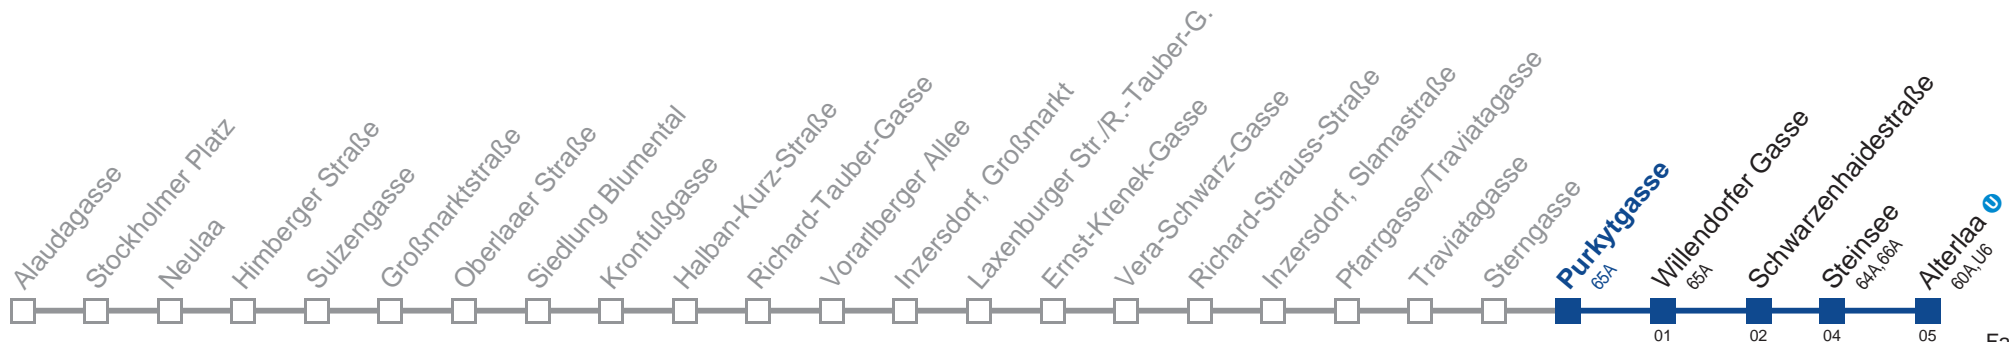 Alaudagasse
Stockholmer Platz
Neulaa
Himberger Straße
Sulzengasse
Großmarktstraße
Oberlaaer Straße
Siedlung Blumental
Kronfußgasse
Halban-Kurz-Straße
Richard-Tauber-Gasse
Vorarlberger Allee
Inzersdorf, Großmarkt
Laxenburger Str./R.-Tauber-G.
Ernst-Krenek-Gasse
Vera-Schwarz-Gasse
Richard-Strauss-Straße
Inzersdorf, Slamastraße
Pfarrgasse/Traviatagasse
Traviatagasse
Sterngasse
Purkytgasse
65A
Willendorfer Gasse
65A
Schwarzenhaidestraße
Steinsee
64A,66A
Alterlaa U
60A,U6
01
02
04
05